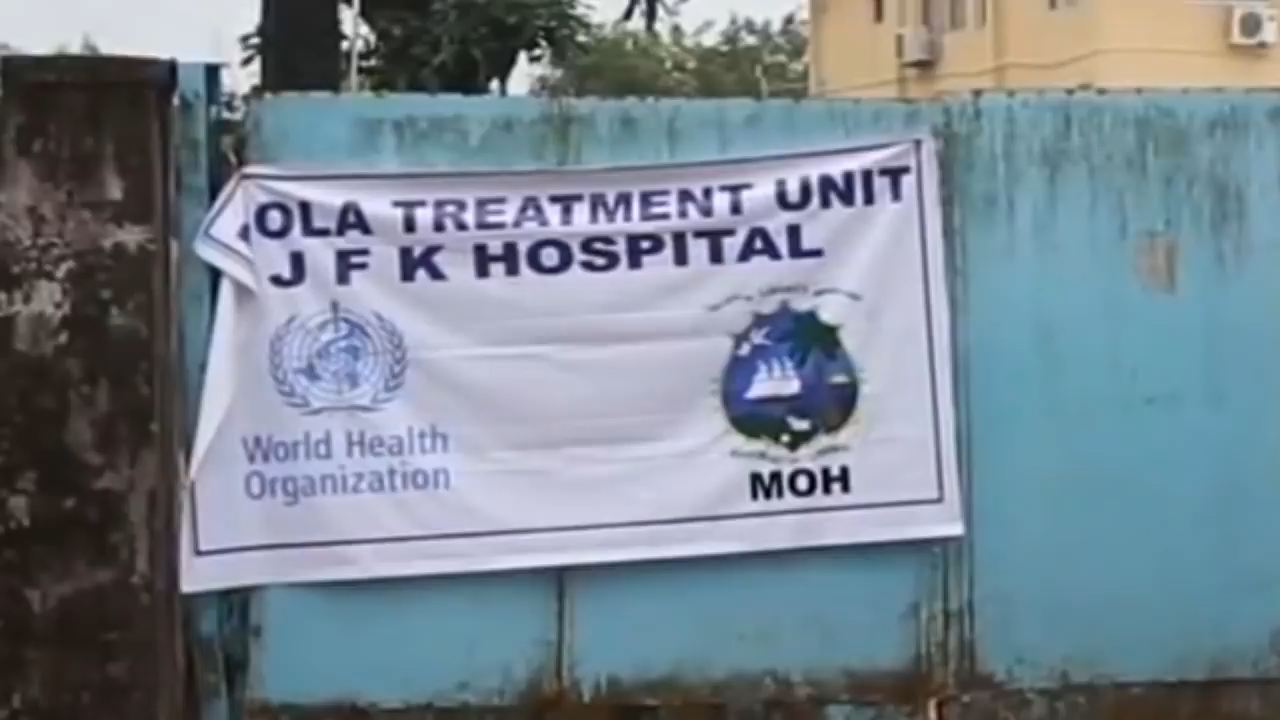 OLA TREATMENT UNIT
J F K HOSPITAL
World Health
Organization
MOH